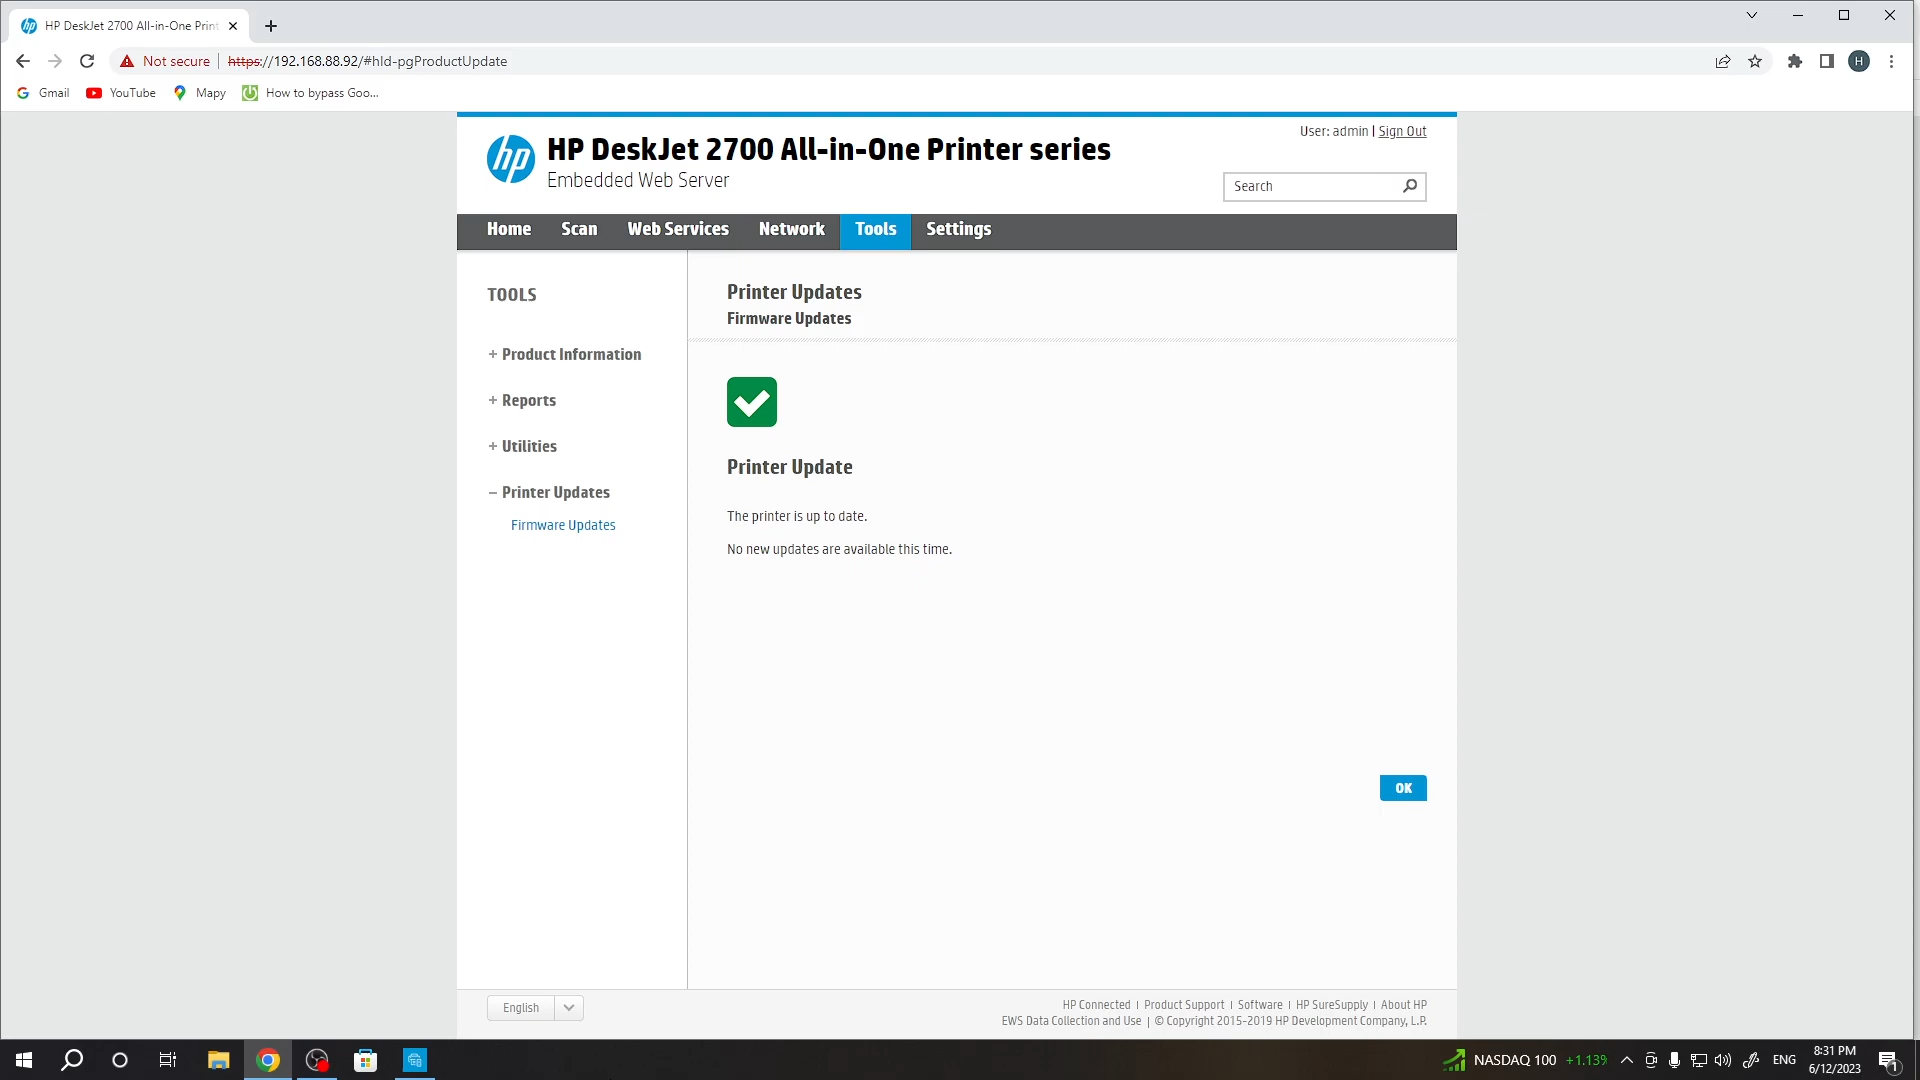 HP DeskJet 2700 All-in-One Print
Not secure
https://192.168.88.92/#hId-pgProductUpdate
H
Gmail
YouTube
Mapy
How to bypass Goo...
hp
HP DeskJet 2700 All-in-One Printer series
Embedded Web Server
User: admin | Sign Out
Search
Home
Scan
Web Services
Network
Tools
Settings
TOOLS
+ Product Information
+ Reports
+ Utilities
– Printer Updates
Firmware Updates
Printer Updates
Firmware Updates
Printer Update
The printer is up to date.
No new updates are available this time.
OK
English
HP Connected | Product Support | Software | HP SureSupply | About HP
EWS Data Collection and Use | © Copyright 2015-2019 HP Development Company, L.P.
NASDAQ 100 +1.13%
ENG
8:31 PM
6/12/2023
1